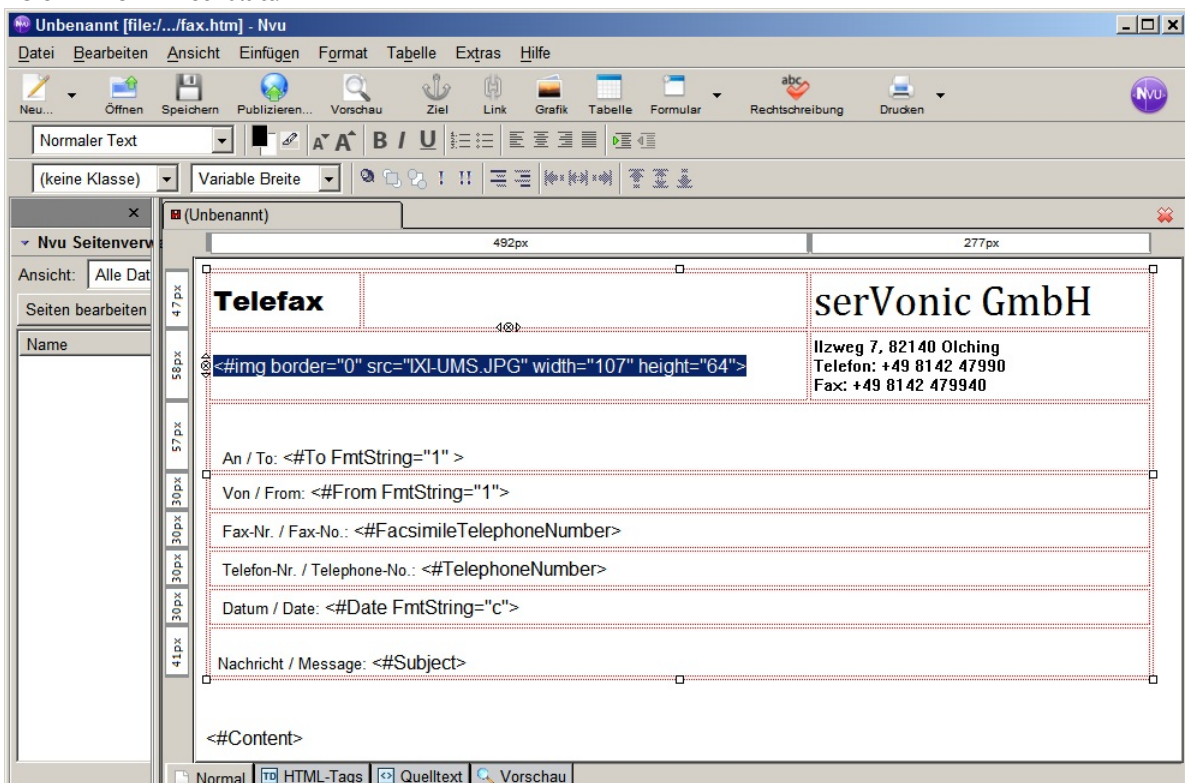 Unbenannt [file:/.../fax.htm] - Nvu
Datei Bearbeiten Ansicht Einfügen Format Tabelle Extras Hilfe
Neu... Öffnen Speichern Publizieren... Vorschau Ziel Link Grafik Tabelle Formular Rechtschreibung Drucken
Normaler Text
(keine Klasse) Variable Breite
(Unbenannt)
Nvu Seitenverw
492px 277px
Ansicht: Alle Dat
Seiten bearbeiten
Name
47px
Telefax serVonic GmbH
58px
<#img border="0" src="IXI-UMS.JPG" width="107" height="64">
Ilzweg 7, 82140 Olching
Telefon: +49 8142 47990
Fax: +49 8142 479940
57px
An / To: <#To FmtString="1" >
30px
Von / From: <#From FmtString="1">
30px
Fax-Nr. / Fax-No.: <#FacsimileTelephoneNumber>
30px
Telefon-Nr. / Telephone-No.: <#TelephoneNumber>
30px
Datum / Date: <#Date FmtString="c">
41px
Nachricht / Message: <#Subject>
<#Content>
Normal HTML-Tags Quelltext Vorschau